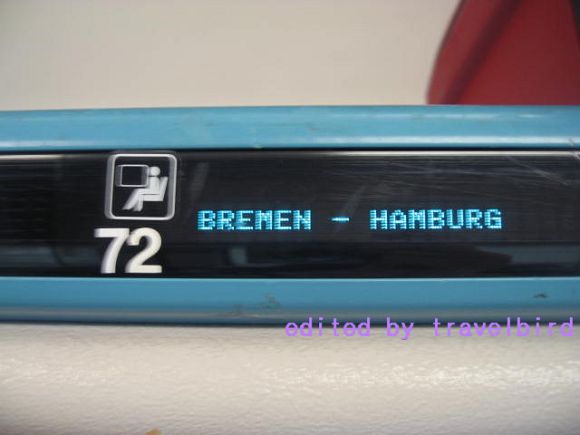 72
BREMEN - HAMBURG
edited by travelbird